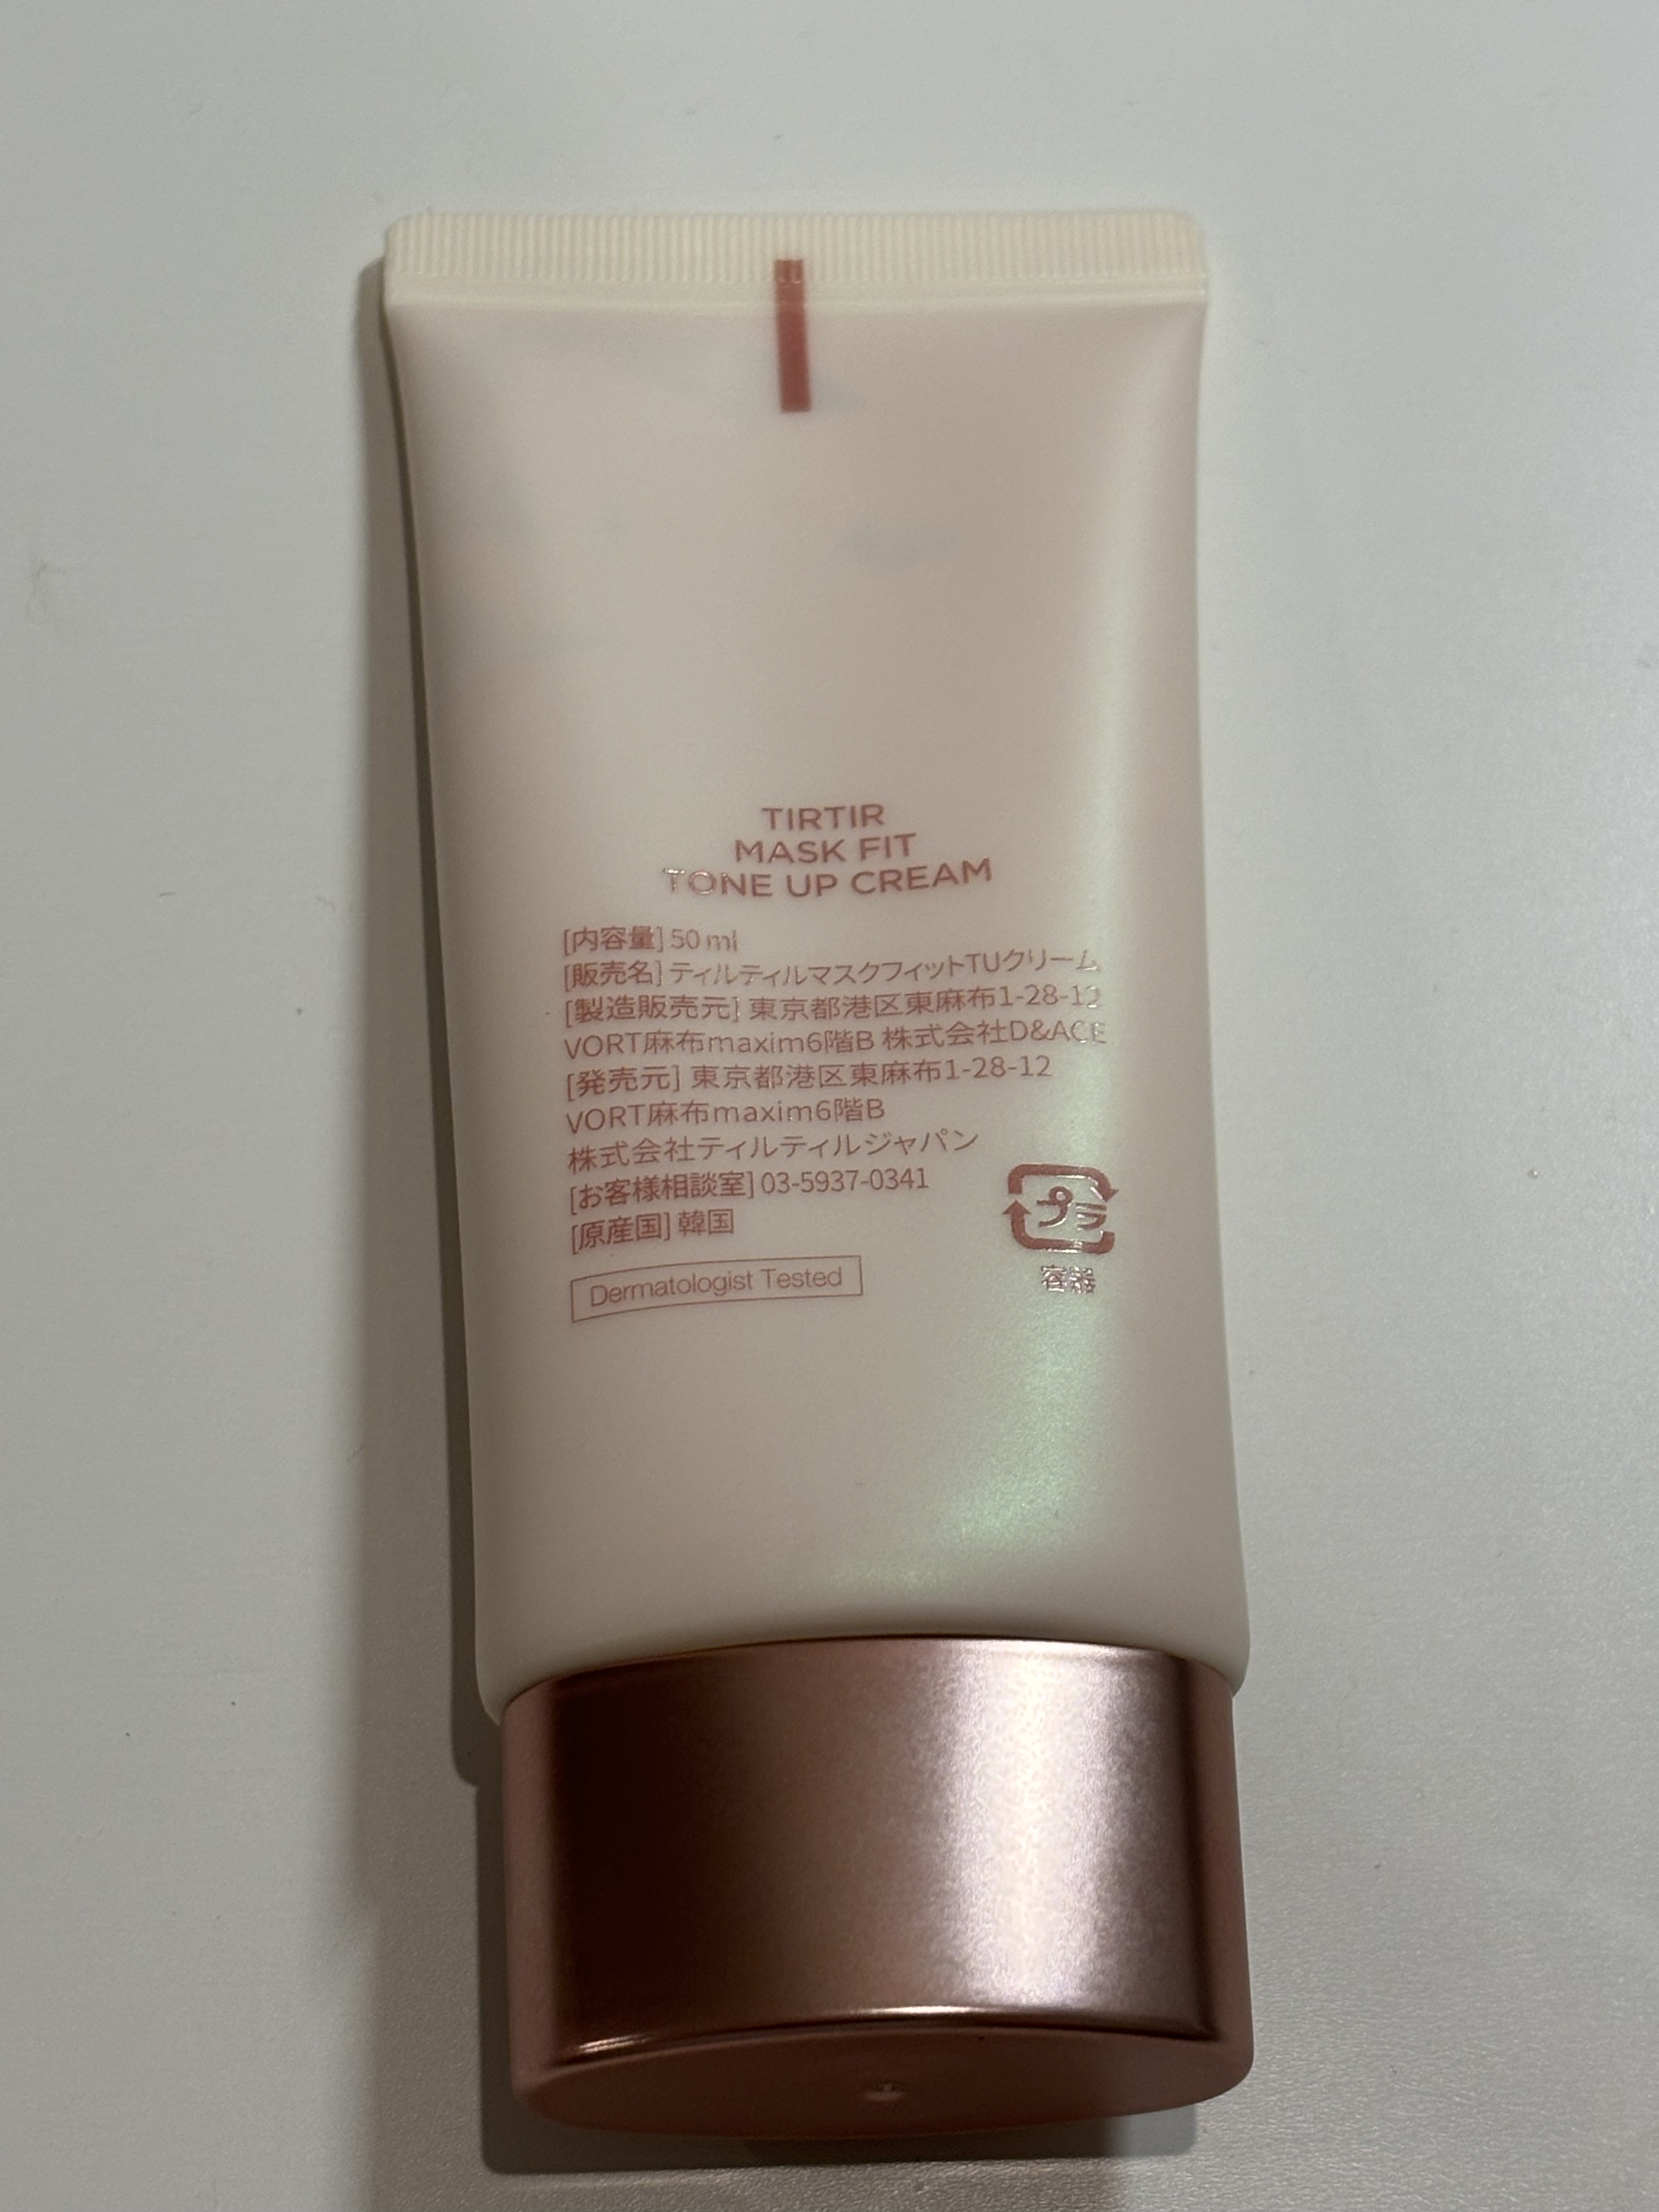 TIRTIR
MASK FIT
TONE UP CREAM
[内容量] 50 ml
[販売名] ティルティルマスクフィットTUクリーム
[製造販売元] 東京都港区東麻布1-28-12
VORT麻布maxim6階B 株式会社D&ACE
[発売元] 東京都港区東麻布1-28-12
VORT麻布maxim6階B
株式会社ティルティルジャパン
[お客様相談室] 03-5937-0341
[原産国] 韓国
プラ
容器
Dermatologist Tested